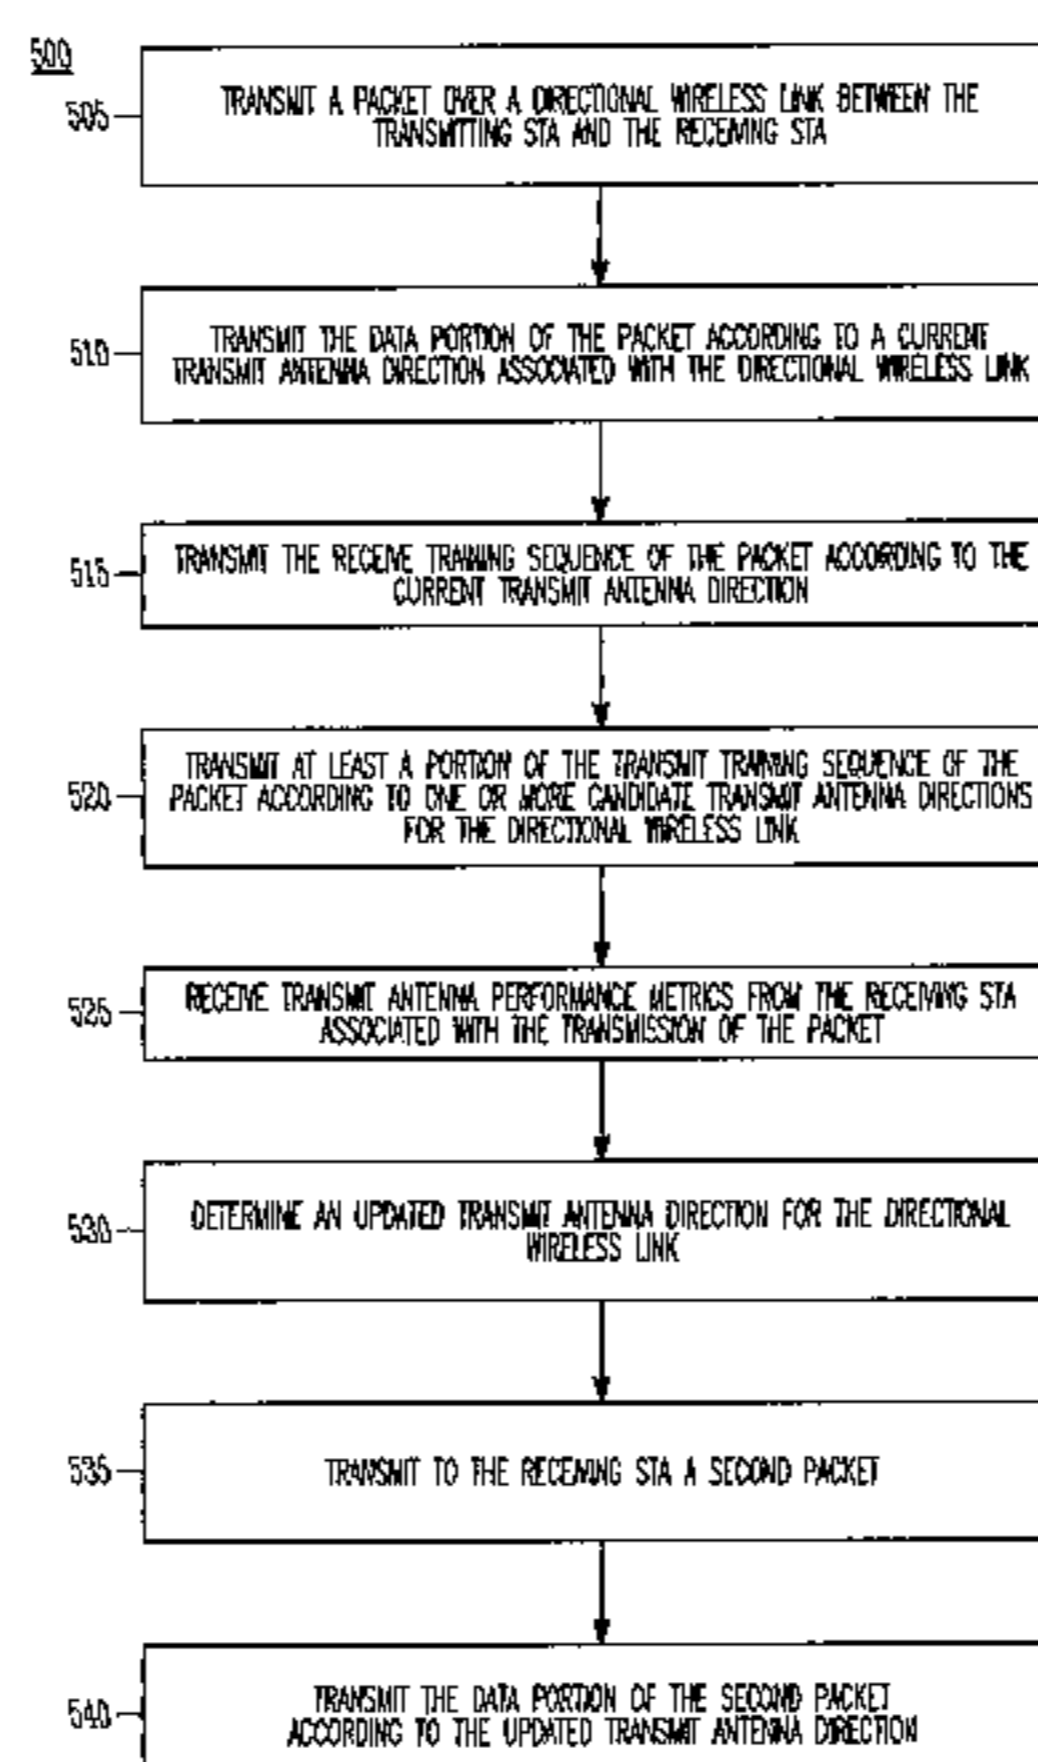 500
505
TRANSMIT A PACKET OVER A DIRECTIONAL WIRELESS LINK BETWEEN THE
TRANSMITTING STA AND THE RECEIVING STA
510
TRANSMIT THE DATA PORTION OF THE PACKET ACCORDING TO A CURRENT
TRANSMIT ANTENNA DIRECTION ASSOCIATED WITH THE DIRECTIONAL WIRELESS LINK
515
TRANSMIT THE RECEIVE TRAINING SEQUENCE OF THE PACKET ACCORDING TO THE
CURRENT TRANSMIT ANTENNA DIRECTION
520
TRANSMIT AT LEAST A PORTION OF THE TRANSMIT TRAINING SEQUENCE OF THE
PACKET ACCORDING TO ONE OR MORE CANDIDATE TRANSMIT ANTENNA DIRECTIONS
FOR THE DIRECTIONAL WIRELESS LINK
525
RECEIVE TRANSMIT ANTENNA PERFORMANCE METRICS FROM THE RECEIVING STA
ASSOCIATED WITH THE TRANSMISSION OF THE PACKET
530
DETERMINE AN UPDATED TRANSMIT ANTENNA DIRECTION FOR THE DIRECTIONAL
WIRELESS LINK
535
TRANSMIT TO THE RECEIVING STA A SECOND PACKET
540
TRANSMIT THE DATA PORTION OF THE SECOND PACKET
ACCORDING TO THE UPDATED TRANSMIT ANTENNA DIRECTION